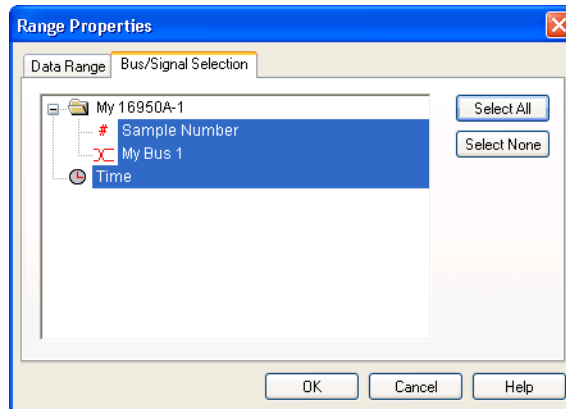 Range Properties
Data Range Bus/Signal Selection
My 16950A-1
# Sample Number
My Bus 1
Time
Select All
Select None
OK Cancel Help